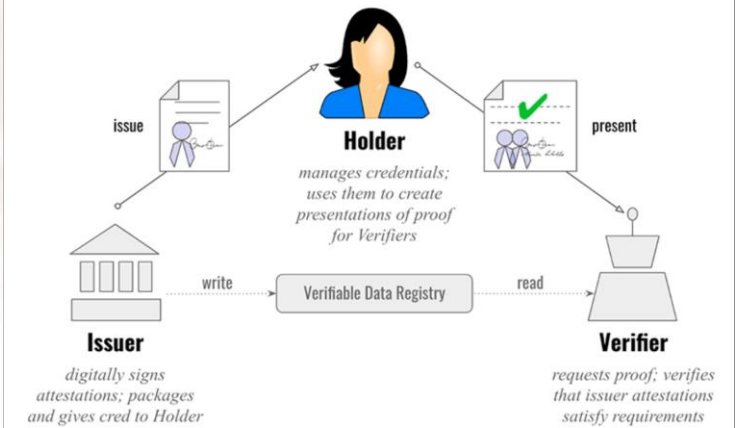 issue
present
Holder
manages credentials;
uses them to create
presentations of proof
for Verifiers
write
Verifiable Data Registry
read
Issuer
digitally signs
attestations; packages
and gives cred to Holder
Verifier
requests proof; verifies
that issuer attestations
satisfy requirements